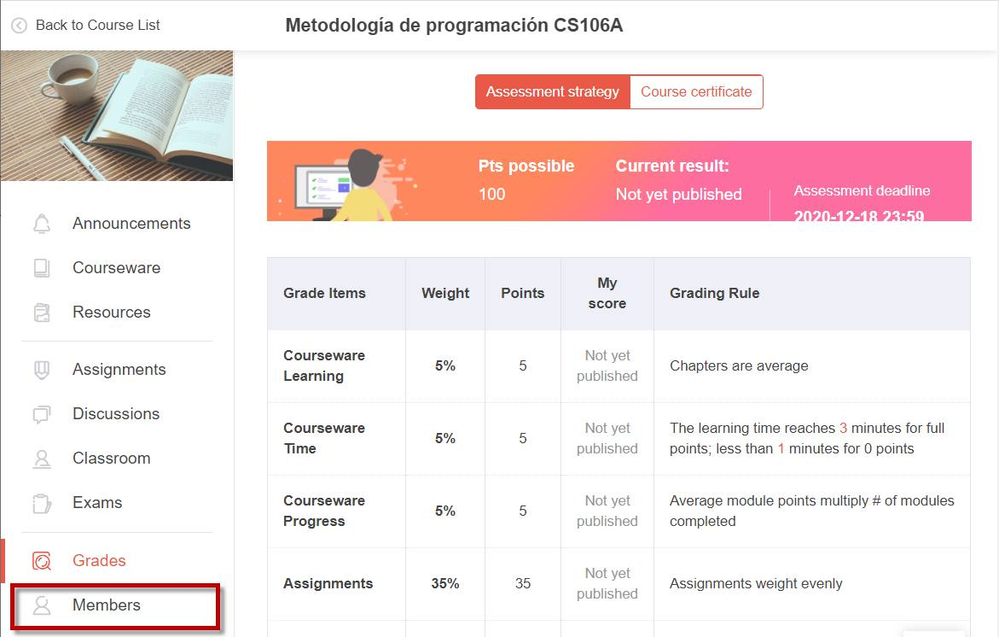 Back to Course List
Metodología de programación CS106A
Assessment strategy
Course certificate
Pts possible
100
Current result:
Not yet published
Assessment deadline
2020-12-18 23:59
Announcements
Courseware
Resources
Assignments
Discussions
Classroom
Exams
Grades
Members
Grade Items
Weight
Points
My
score
Grading Rule
Courseware
Learning
5%
5
Not yet
published
Chapters are average
Courseware
Time
5%
5
Not yet
published
The learning time reaches 3 minutes for full
points; less than 1 minutes for 0 points
Courseware
Progress
5%
5
Not yet
published
Average module points multiply # of modules
completed
Assignments
35%
35
Not yet
published
Assignments weight evenly